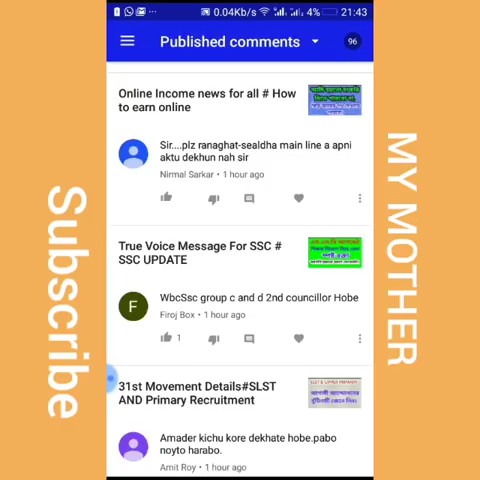 0.04Kb/s 4% 21:43
Published comments 96
Online Income news for all # How
to earn online
Sir....plz ranaghat-sealdha main line a apni
aktu dekhun nah sir
Nirmal Sarkar • 1 hour ago
True Voice Message For SSC #
SSC UPDATE
F
WbcSsc group c and d 2nd councillor Hobe
Firoj Box • 1 hour ago
1
31st Movement Details#SLST
AND Primary Recruitment
Amader kichu kore dekhate hobe.pabo
noyto harabo.
Amit Roy • 1 hour ago
Subscribe
MY MOTHER